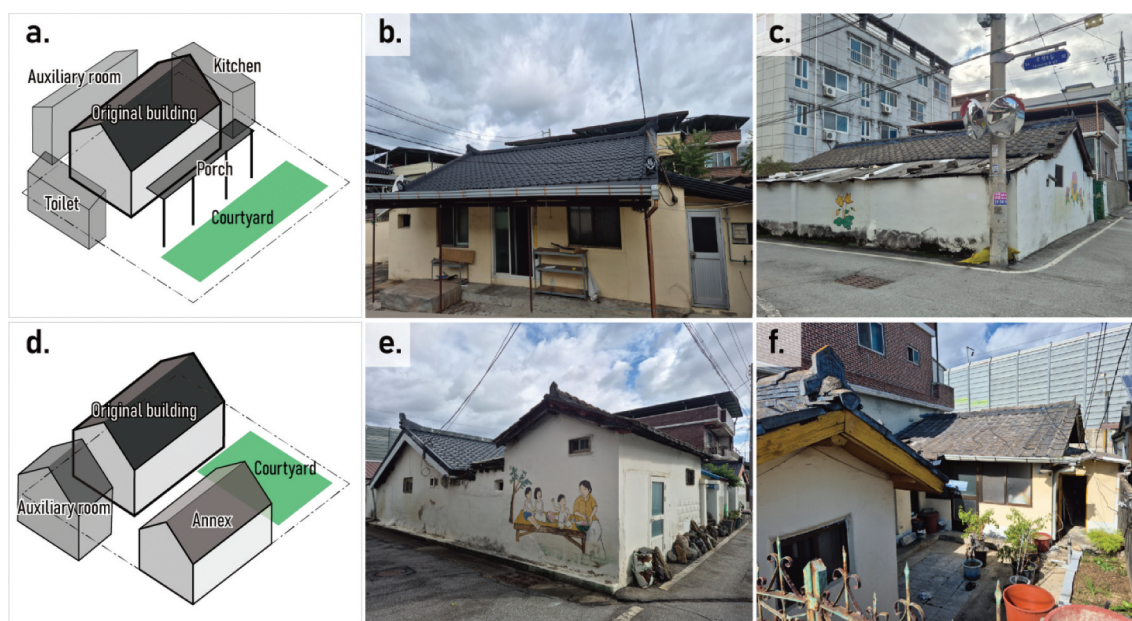 a.
Auxiliary room
Kitchen
Original building
Porch
Toilet
Courtyard
b.
c.
d.
Original building
Courtyard
Auxiliary room
Annex
e.
f.